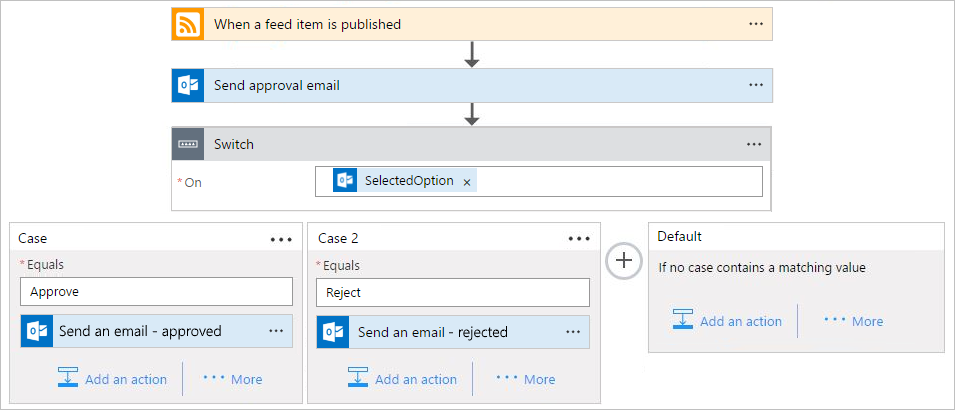 When a feed item is published
Send approval email
Switch
* On
SelectedOption ×
Case
* Equals
Approve
Send an email - approved
Add an action
More
Case 2
* Equals
Reject
Send an email - rejected
Add an action
More
Default
If no case contains a matching value
Add an action
More